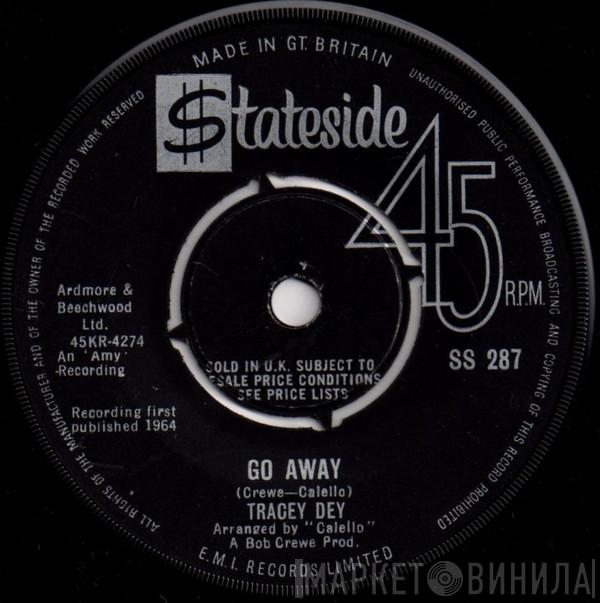 MADE IN GT. BRITAIN
UNAUTHORISED PUBLIC PERFORMANCE BROADCASTING AND COPYING OF THIS RECORD PROHIBITED
ALL RIGHTS OF THE MANUFACTURER AND OF THE OWNER OF THE RECORDED WORK RESERVED
$tateside
45 R.P.M.
Ardmore &
Beechwood
Ltd.
45KR-4274
An 'Amy'
-Recording
SS 287
SOLD IN U.K. SUBJECT TO
RESALE PRICE CONDITIONS
SEE PRICE LISTS
Recording first
published 1964
GO AWAY
(Crewe—Calello)
TRACEY DEY
Arranged by "Calello"
A Bob Crewe Prod.
E.M.I. RECORDS LIMITED
МАРКЕТ ВИНИЛА